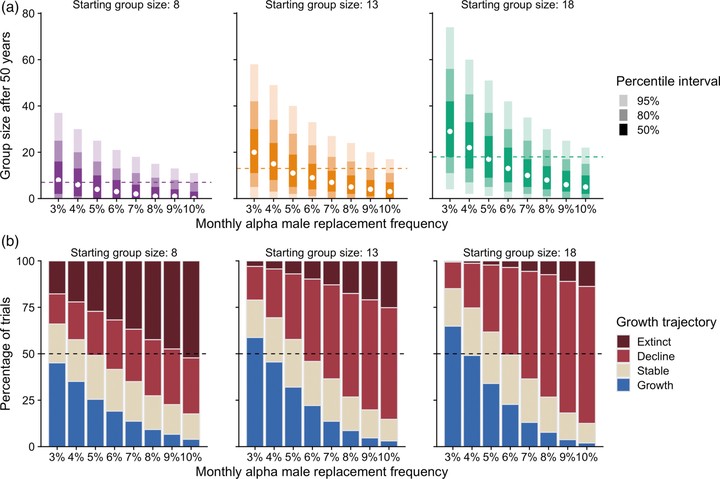 (a)
Starting group size: 8
Starting group size: 13
Starting group size: 18
80
60
40
20
0
Group size after 50 years
3% 4% 5% 6% 7% 8% 9% 10%
3% 4% 5% 6% 7% 8% 9% 10%
3% 4% 5% 6% 7% 8% 9% 10%
Monthly alpha male replacement frequency
Percentile interval
95%
80%
50%
(b)
Starting group size: 8
Starting group size: 13
Starting group size: 18
100
75
50
25
0
Percentage of trials
3% 4% 5% 6% 7% 8% 9% 10%
3% 4% 5% 6% 7% 8% 9% 10%
3% 4% 5% 6% 7% 8% 9% 10%
Monthly alpha male replacement frequency
Growth trajectory
Extinct
Decline
Stable
Growth